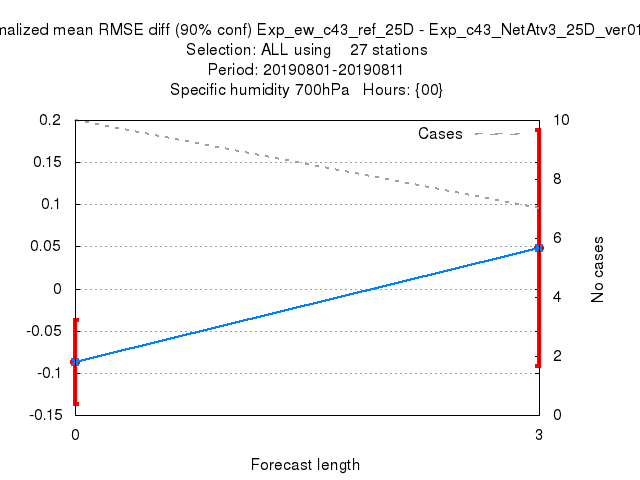 malized mean RMSE diff (90% conf) Exp_ew_c43_ref_25D - Exp_c43_NetAtv3_25D_ver01
Selection: ALL using 27 stations
Period: 20190801-20190811
Specific humidity 700hPa Hours: {00}
Cases
0.2
0.15
0.1
0.05
0
-0.05
-0.1
-0.15
10
8
6
4
2
0
No cases
0
3
Forecast length